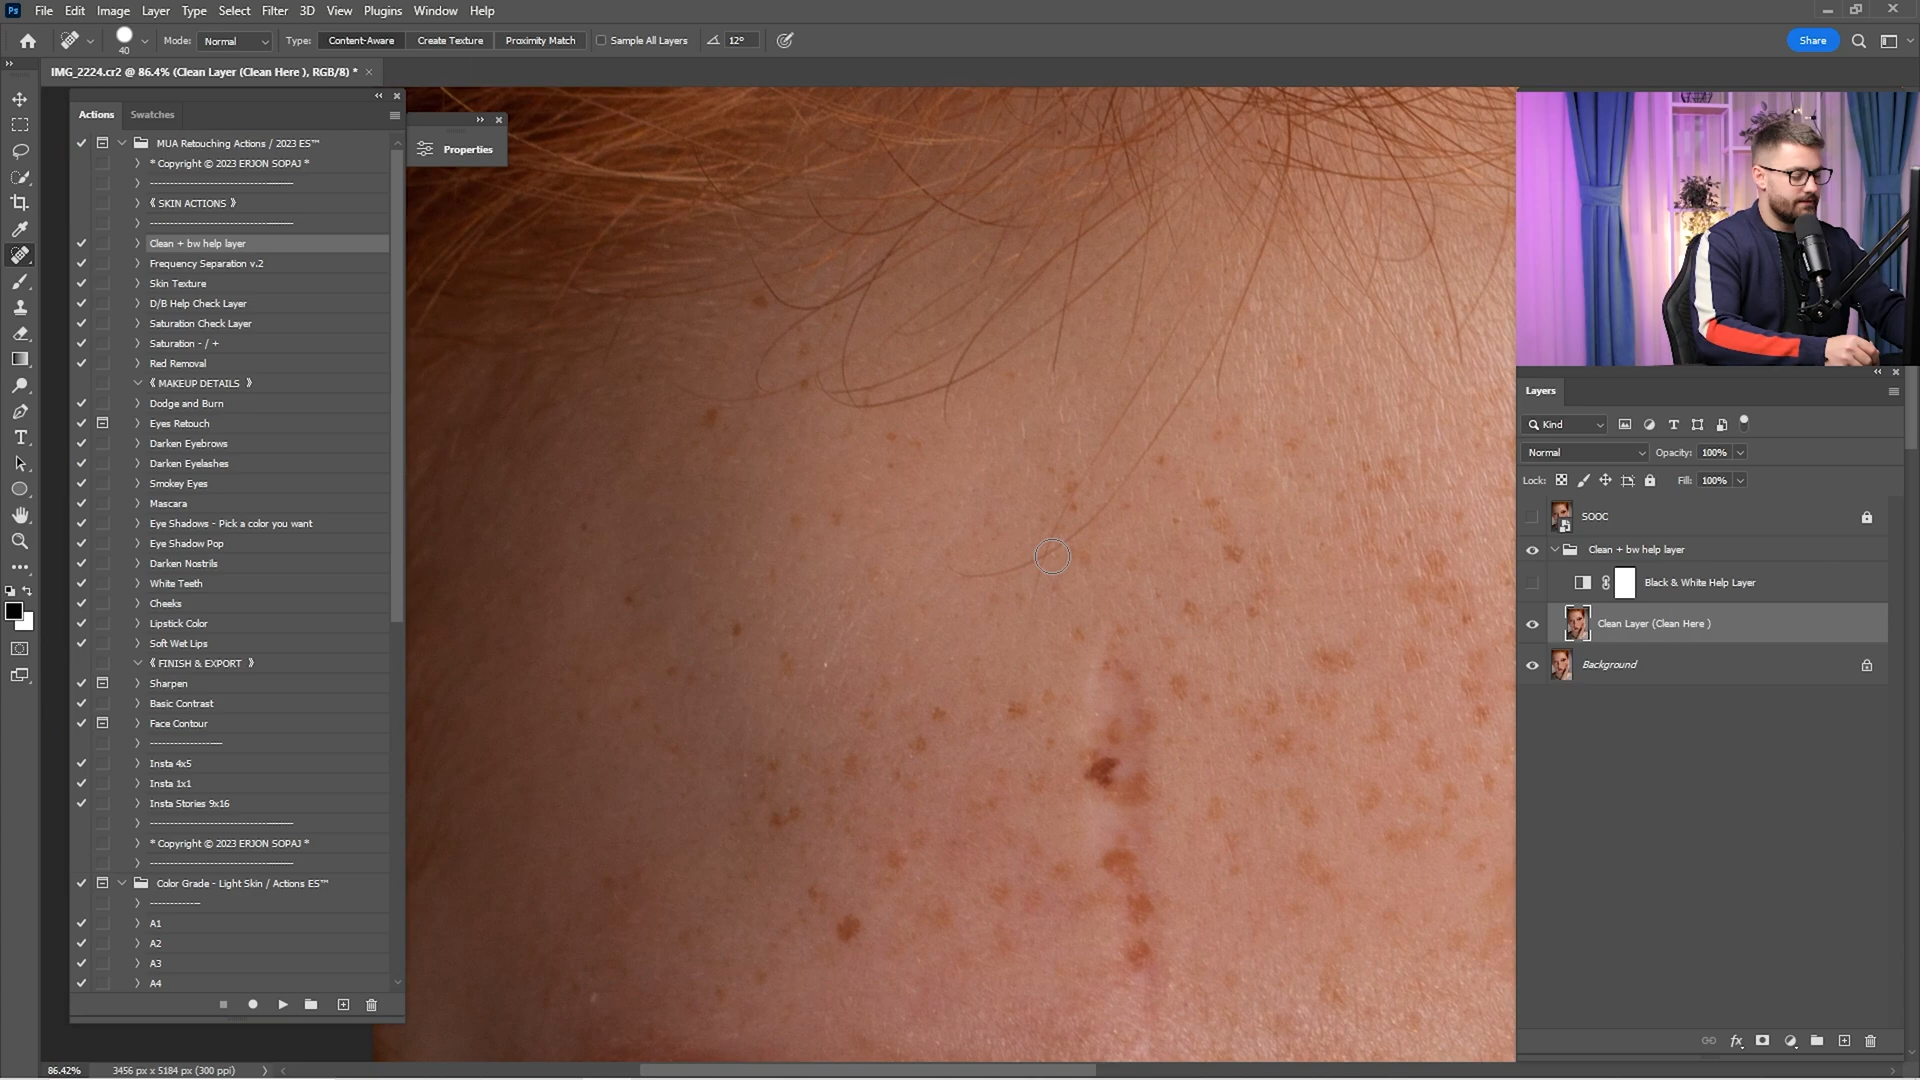 Ps File Edit Image Layer Type Select Filter 3D View Plugins Window Help
40 Mode: Normal Type: Content-Aware Create Texture Proximity Match Sample All Layers 12° Share
IMG_2224.cr2 @ 86.4% (Clean Layer (Clean Here ), RGB/8) *
Actions Swatches
MUA Retouching Actions / 2023 ES™
* Copyright © 2023 ERJON SOPAJ *
------------------------------------
《 SKIN ACTIONS 》
------------------------------------
Clean + bw help layer
Frequency Separation v.2
Skin Texture
D/B Help Check Layer
Saturation Check Layer
Saturation - / +
Red Removal
《 MAKEUP DETAILS 》
Dodge and Burn
Eyes Retouch
Darken Eyebrows
Darken Eyelashes
Smokey Eyes
Mascara
Eye Shadows - Pick a color you want
Eye Shadow Pop
Darken Nostrils
White Teeth
Cheeks
Lipstick Color
Soft Wet Lips
《 FINISH & EXPORT 》
Sharpen
Basic Contrast
Face Contour
------------------
Insta 4x5
Insta 1x1
Insta Stories 9x16
------------------------------------
* Copyright © 2023 ERJON SOPAJ *
------------------------------------
Color Grade - Light Skin / Actions ES™
-------------
A1
A2
A3
A4
Properties
Layers
Kind
Normal Opacity: 100%
Lock: Fill: 100%
SOOC
Clean + bw help layer
Black & White Help Layer
Clean Layer (Clean Here )
Background
fx
86.42% 3456 px x 5184 px (300 ppi)